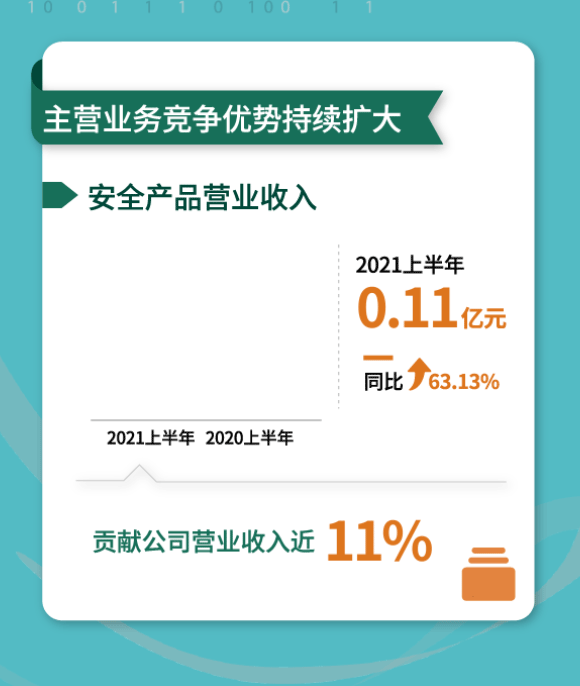 10 0 1 1 1 0 100 1 1
主营业务竞争优势持续扩大
安全产品营业收入
2021上半年
0.11亿元
同比 63.13%
2021上半年 2020上半年
贡献公司营业收入近 11%